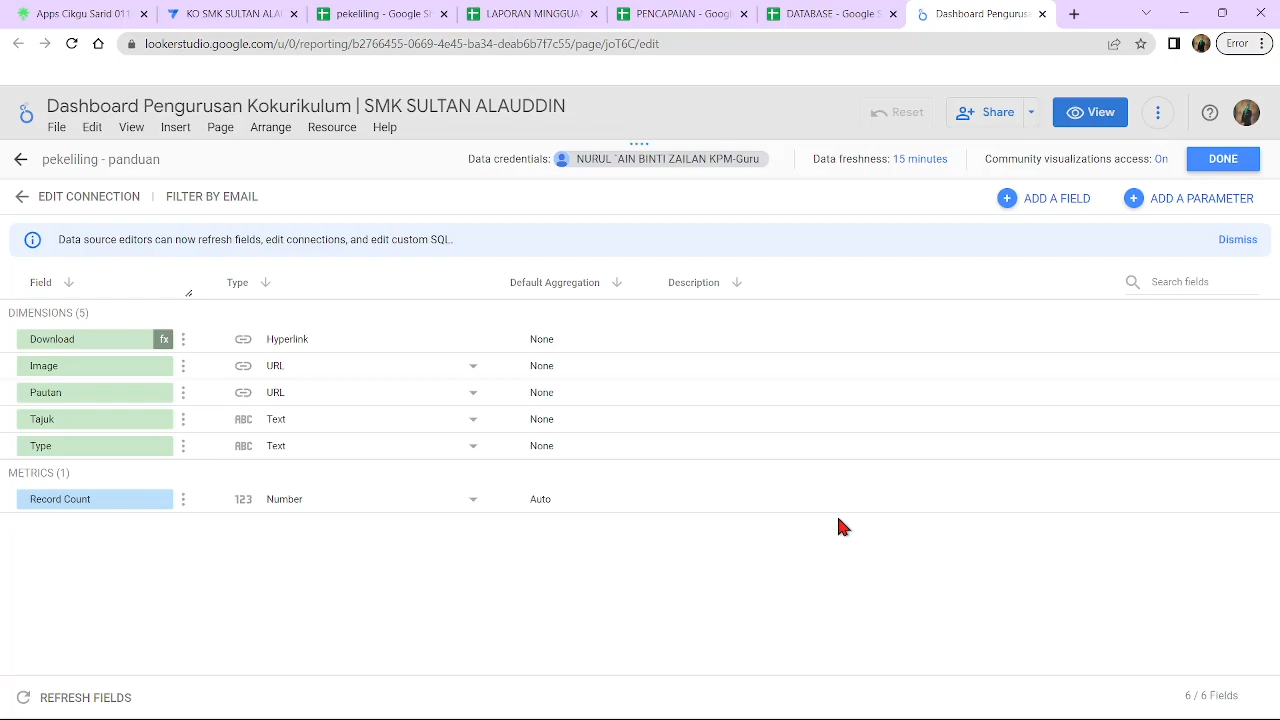 Apps Guru Sarid 011
KO SMK SULTAN ALA
pekeliling - Google S
LAPORAN MINGGUA
PENCAPAIAN - Googl
DATABASE - Google S
Dashboard Pengurusa
lookerstudio.google.com/u/0/reporting/b2766455-0669-4e45-ba34-deab6b7f7c55/page/joT6C/edit
Error
Dashboard Pengurusan Kokurikulum | SMK SULTAN ALAUDDIN
File Edit View Insert Page Arrange Resource Help
Reset
Share
View
pekeliling - panduan
Data credentials: NURUL `AIN BINTI ZAILAN KPM-Guru
Data freshness: 15 minutes
Community visualizations access: On
DONE
EDIT CONNECTION | FILTER BY EMAIL
ADD A FIELD
ADD A PARAMETER
Data source editors can now refresh fields, edit connections, and edit custom SQL.
Dismiss
Field Type Default Aggregation Description Search fields
DIMENSIONS (5)
Download fx Hyperlink None
Image URL None
Pautan URL None
Tajuk ABC Text None
Type ABC Text None
METRICS (1)
Record Count 123 Number Auto
REFRESH FIELDS
6 / 6 Fields